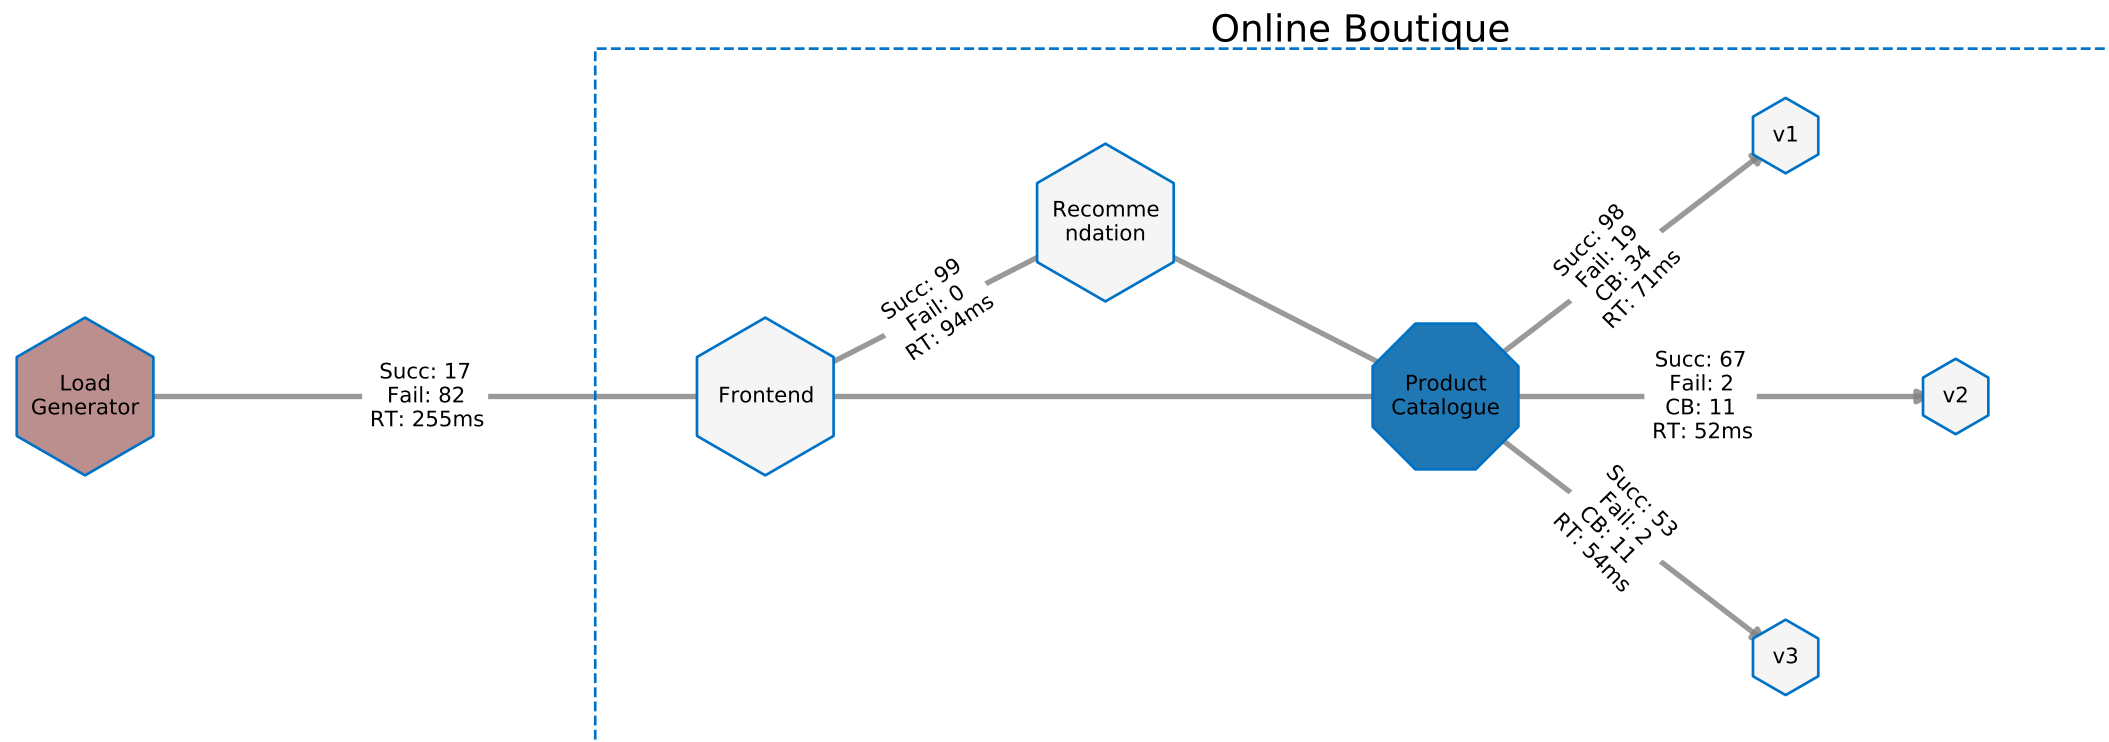 Online Boutique
Load
Generator
Succ: 17
Fail: 82
RT: 255ms
Frontend
Succ: 99
Fail: 0
RT: 94ms
Recomme
ndation
Product
Catalogue
Succ: 98
Fail: 19
CB: 34
RT: 71ms
v1
Succ: 67
Fail: 2
CB: 11
RT: 52ms
v2
Succ: 53
Fail: 2
CB: 11
RT: 54ms
v3